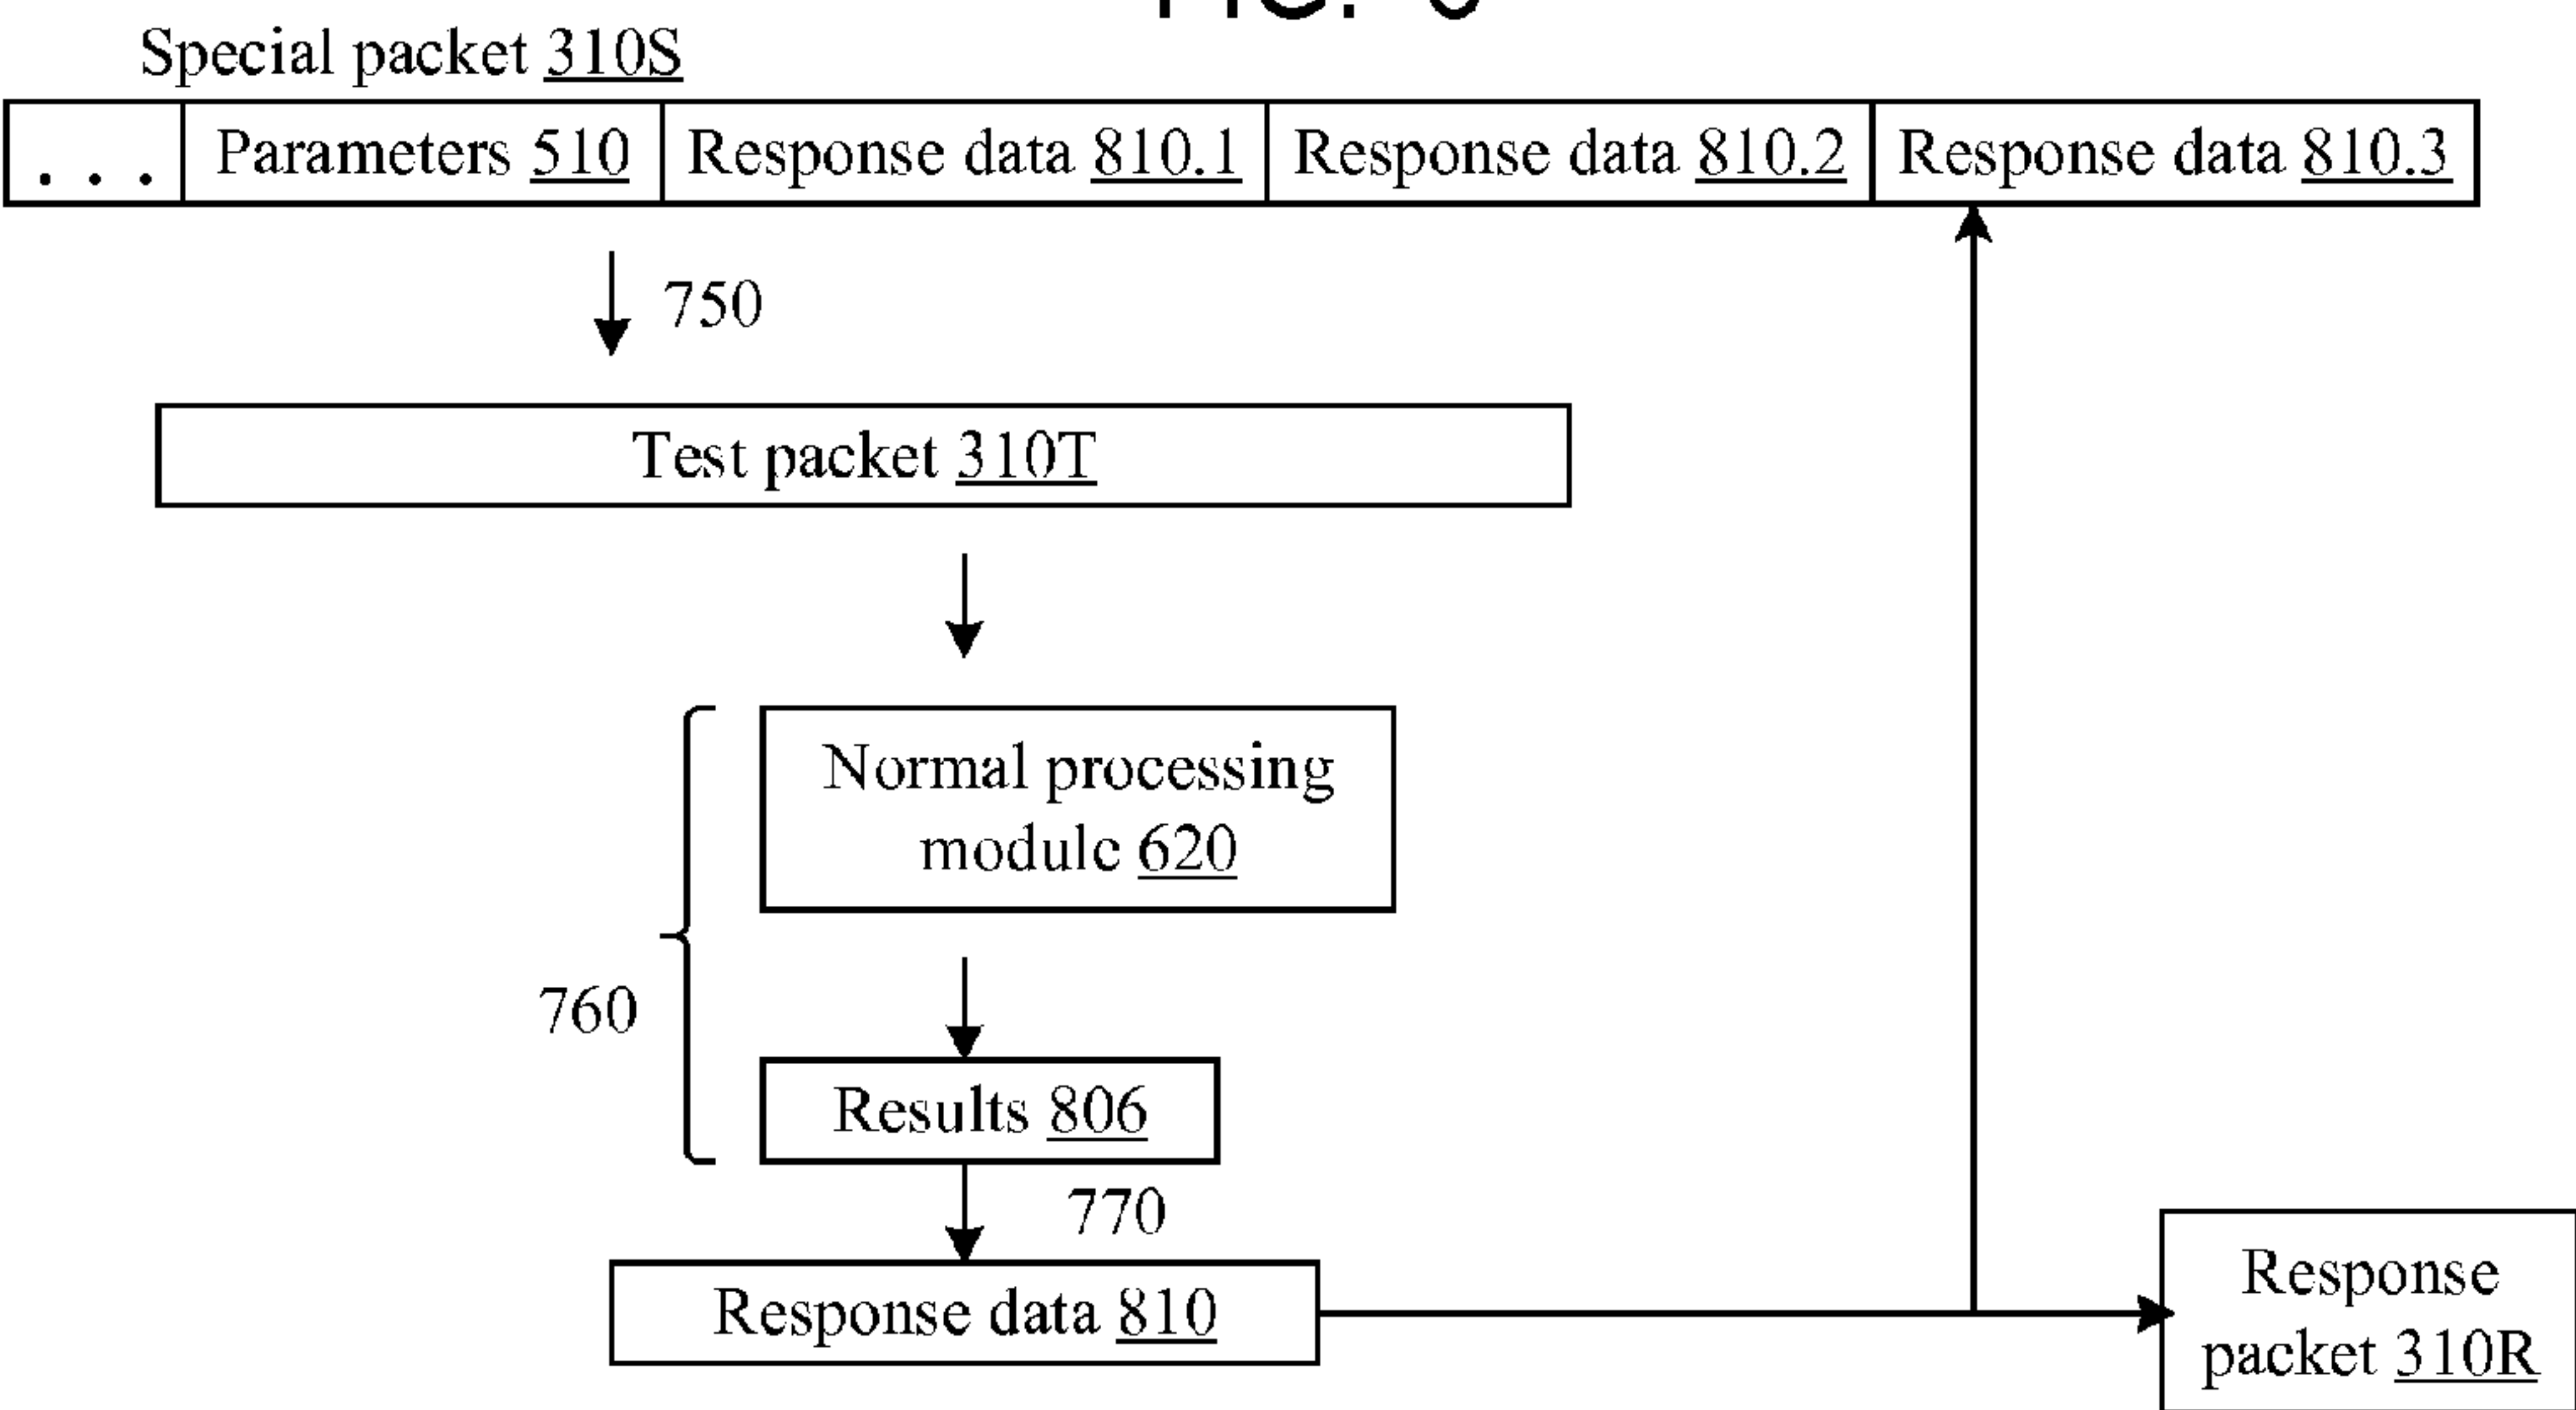 Special packet 310S
. . . Parameters 510 Response data 810.1 Response data 810.2 Response data 810.3
750
Test packet 310T
Normal processing
module 620
760
Results 806
770
Response data 810
Response
packet 310R